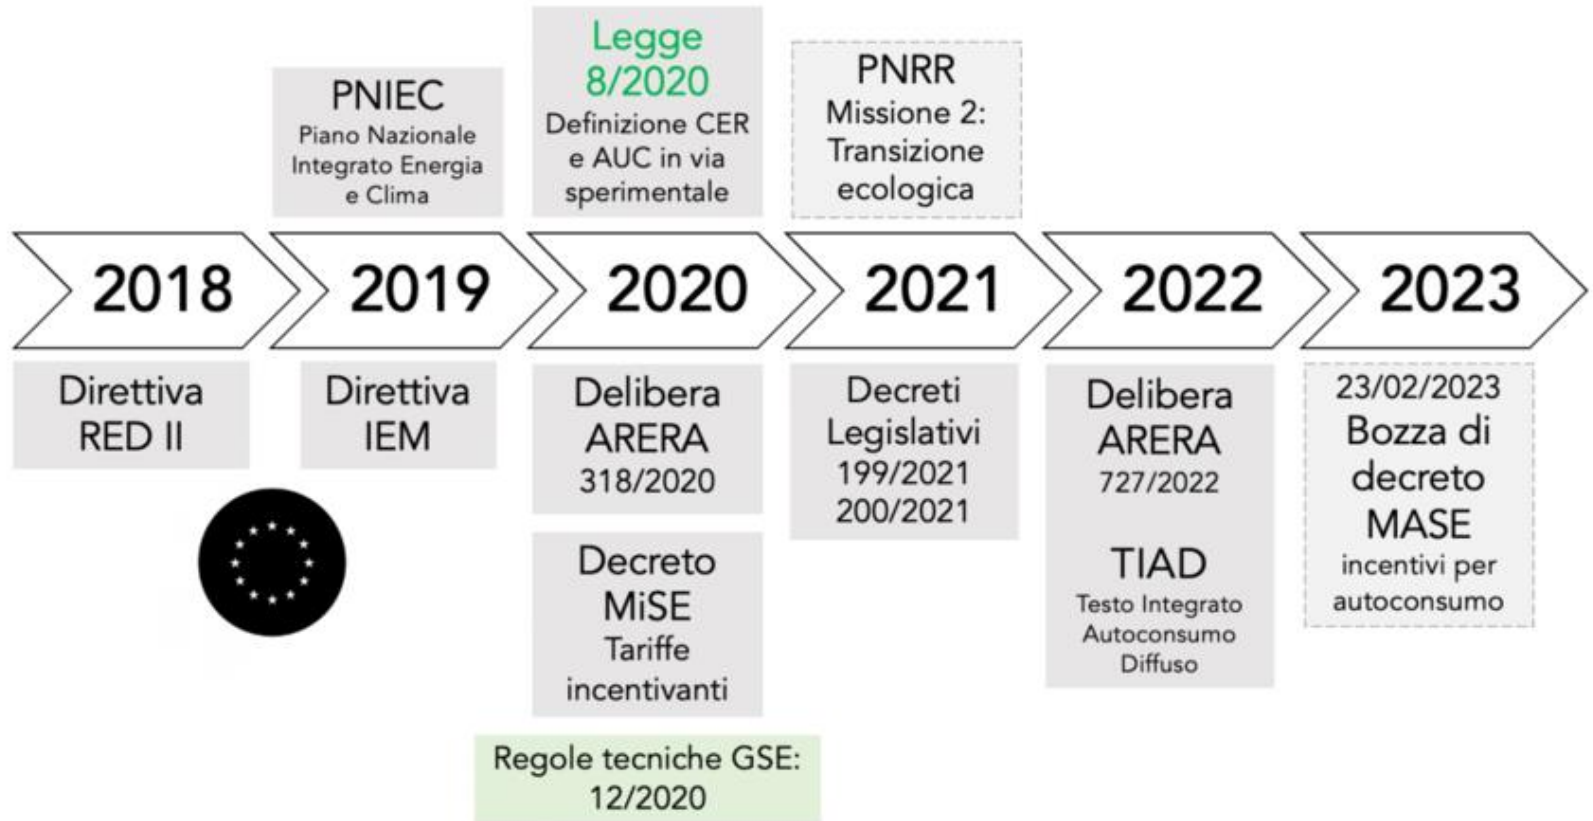 PNIEC
Piano Nazionale
Integrato Energia
e Clima
Legge
8/2020
Definizione CER
e AUC in via
sperimentale
PNRR
Missione 2:
Transizione
ecologica
2018
2019
2020
2021
2022
2023
Direttiva
RED II
Direttiva
IEM
Delibera
ARERA
318/2020
Decreto
MiSE
Tariffe
incentivanti
Regole tecniche GSE:
12/2020
Decreti
Legislativi
199/2021
200/2021
Delibera
ARERA
727/2022
TIAD
Testo Integrato
Autoconsumo
Diffuso
23/02/2023
Bozza di
decreto
MASE
incentivi per
autoconsumo